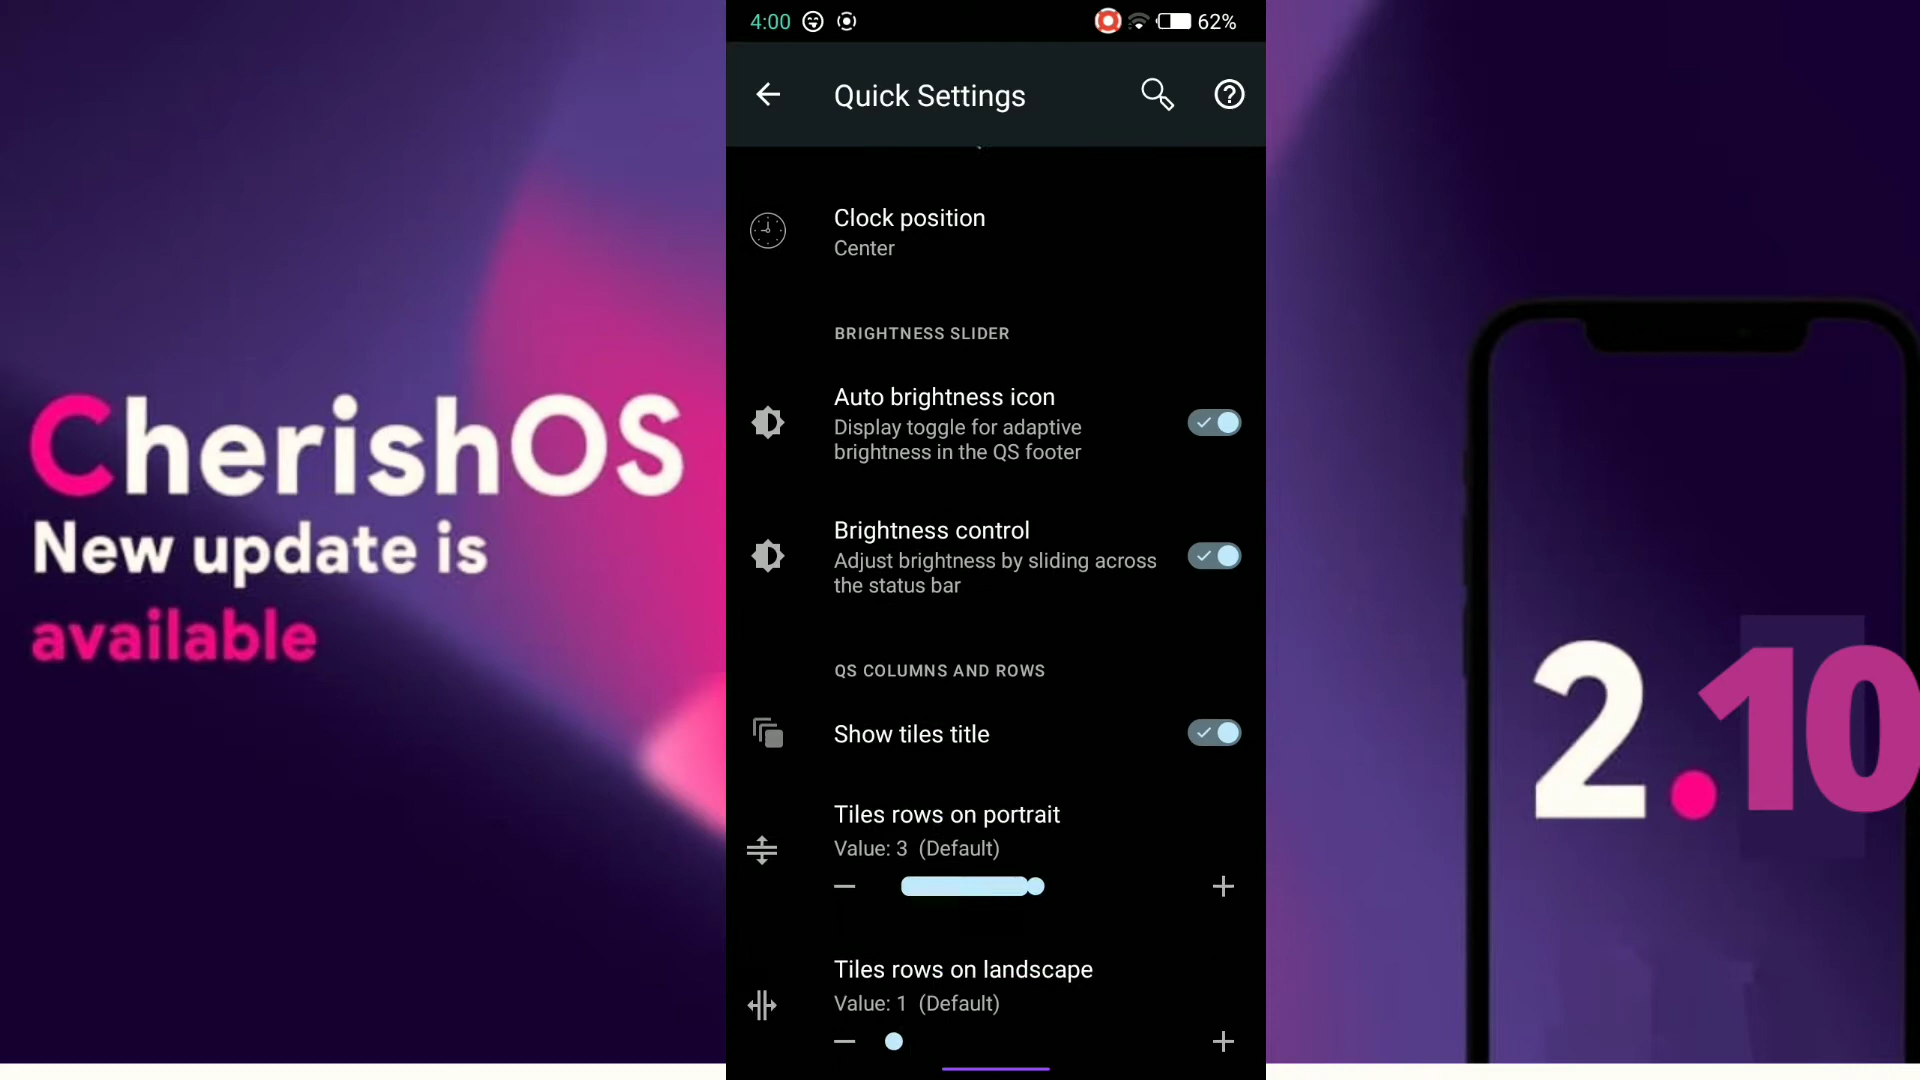 4:00
62%
Quick Settings
Clock position
Center
BRIGHTNESS SLIDER
Auto brightness icon
Display toggle for adaptive
brightness in the QS footer
Brightness control
Adjust brightness by sliding across
the status bar
QS COLUMNS AND ROWS
Show tiles title
Tiles rows on portrait
Value: 3 (Default)
Tiles rows on landscape
Value: 1 (Default)
CherishOS
New update is
available
2.10